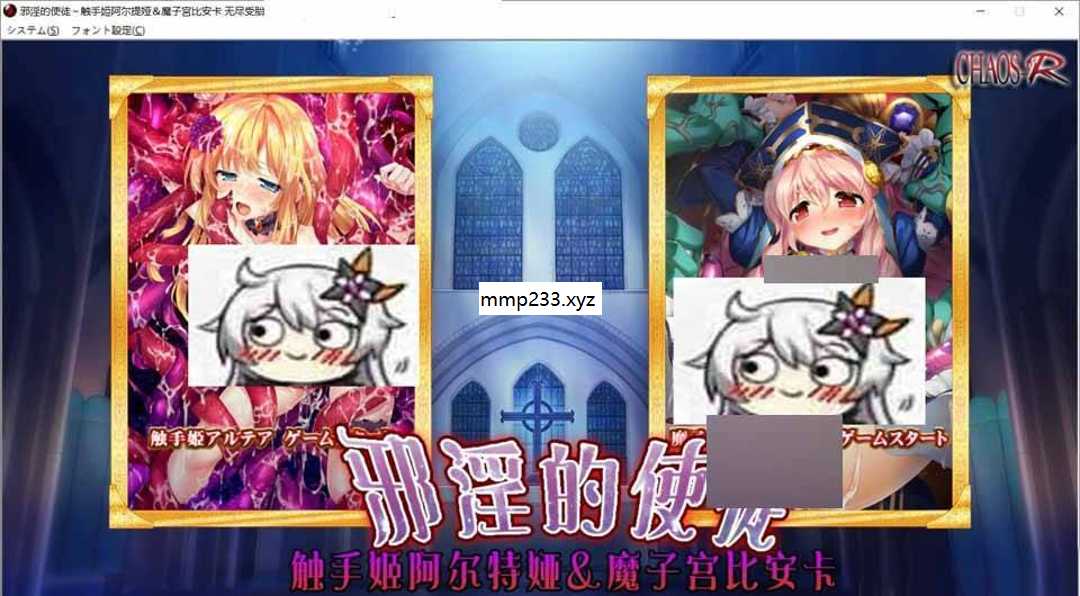 邪淫的使徒～触手姫阿尔提娅&魔子宫比安卡 无尽受胎
システム(S) フォント設定(C)
CHAOS-R
mmp233.xyz
触手姫アルテア ゲーム
ゲームスタート
邪淫的使徒
触手姬阿尔特娅&魔子宫比安卡